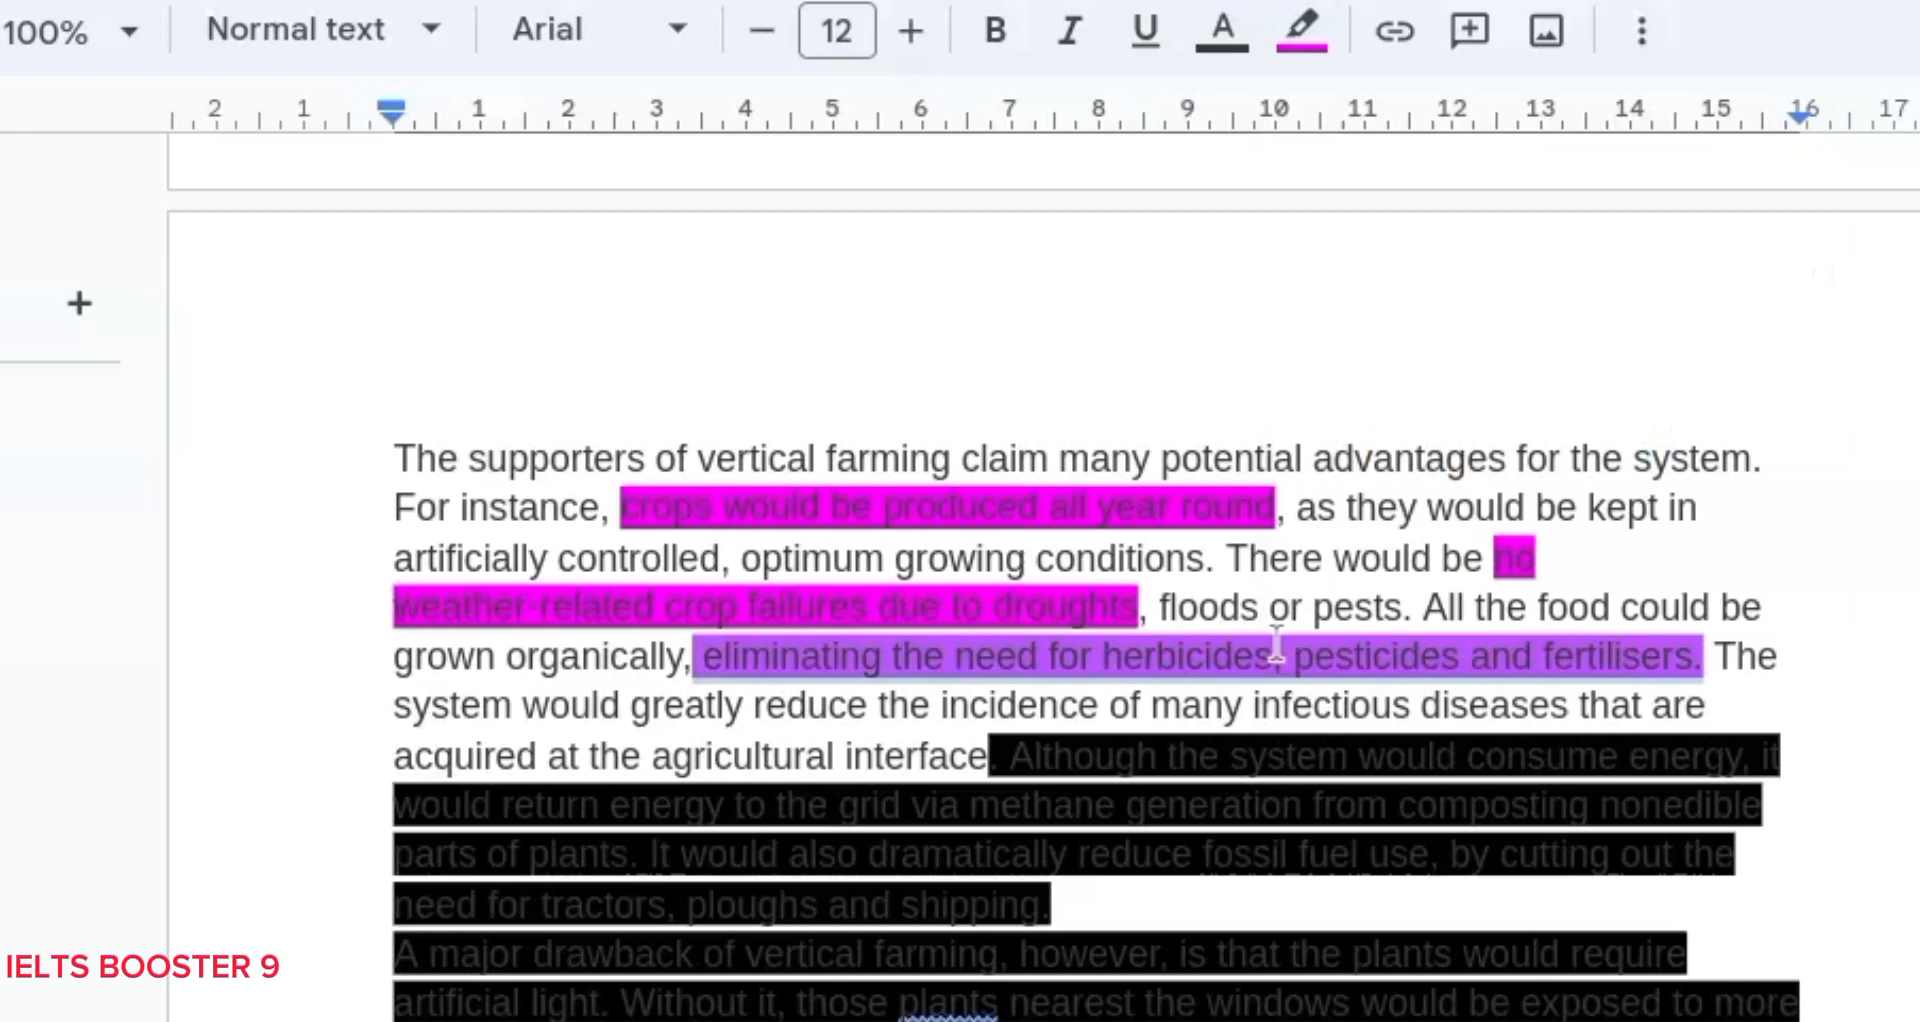 100% Normal text Arial − 12 + B I U A
2 1 1 2 3 4 5 6 7 8 9 10 11 12 13 14 15 16 17
+
The supporters of vertical farming claim many potential advantages for the system.
For instance, crops would be produced all year round, as they would be kept in
artificially controlled, optimum growing conditions. There would be no
weather-related crop failures due to droughts, floods or pests. All the food could be
grown organically, eliminating the need for herbicides, pesticides and fertilisers. The
system would greatly reduce the incidence of many infectious diseases that are
acquired at the agricultural interface. Although the system would consume energy, it
would return energy to the grid via methane generation from composting nonedible
parts of plants. It would also dramatically reduce fossil fuel use, by cutting out the
need for tractors, ploughs and shipping.
A major drawback of vertical farming, however, is that the plants would require
artificial light. Without it, those plants nearest the windows would be exposed to more
IELTS BOOSTER 9